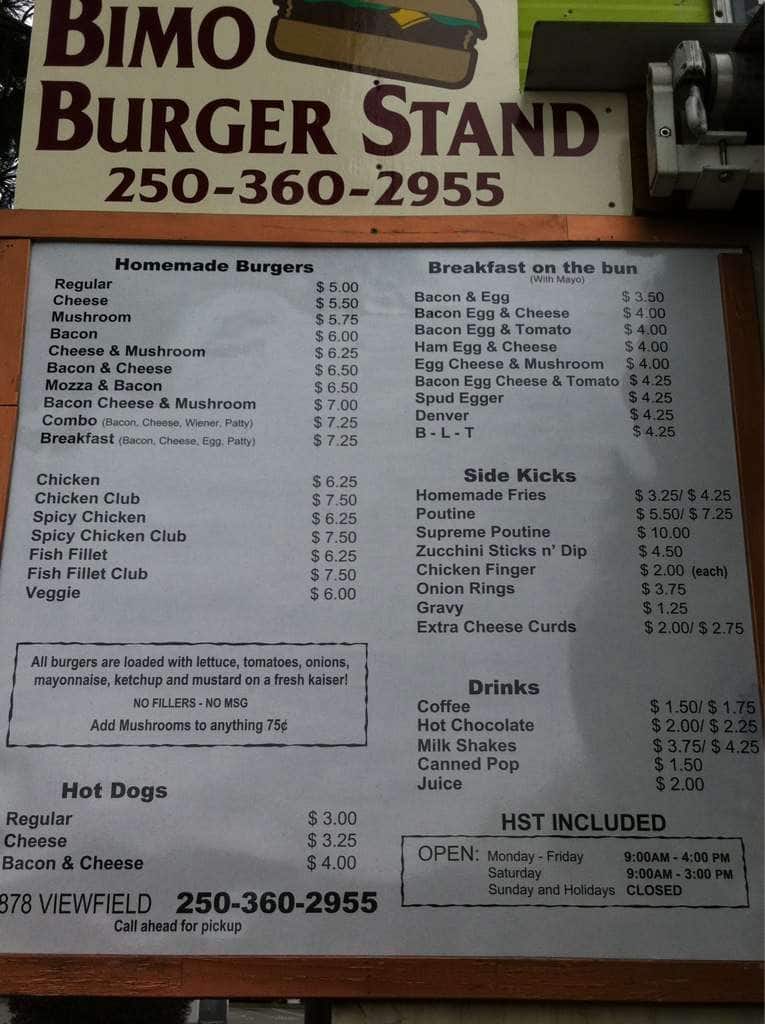 BIMO
BURGER STAND
250-360-2955
Homemade Burgers
Regular $ 5.00
Cheese $ 5.50
Mushroom $ 5.75
Bacon $ 6.00
Cheese & Mushroom $ 6.25
Bacon & Cheese $ 6.50
Mozza & Bacon $ 6.50
Bacon Cheese & Mushroom $ 7.00
Combo (Bacon, Cheese, Wiener, Patty) $ 7.25
Breakfast (Bacon, Cheese, Egg, Patty) $ 7.25
Chicken $ 6.25
Chicken Club $ 7.50
Spicy Chicken $ 6.25
Spicy Chicken Club $ 7.50
Fish Fillet $ 6.25
Fish Fillet Club $ 7.50
Veggie $ 6.00
All burgers are loaded with lettuce, tomatoes, onions,
mayonnaise, ketchup and mustard on a fresh kaiser!
NO FILLERS - NO MSG
Add Mushrooms to anything 75¢
Hot Dogs
Regular $ 3.00
Cheese $ 3.25
Bacon & Cheese $ 4.00
878 VIEWFIELD 250-360-2955
Call ahead for pickup
Breakfast on the bun
(With Mayo)
Bacon & Egg $ 3.50
Bacon Egg & Cheese $ 4.00
Bacon Egg & Tomato $ 4.00
Ham Egg & Cheese $ 4.00
Egg Cheese & Mushroom $ 4.00
Bacon Egg Cheese & Tomato $ 4.25
Spud Egger $ 4.25
Denver $ 4.25
B - L - T $ 4.25
Side Kicks
Homemade Fries $ 3.25/ $ 4.25
Poutine $ 5.50/ $ 7.25
Supreme Poutine $ 10.00
Zucchini Sticks n' Dip $ 4.50
Chicken Finger $ 2.00 (each)
Onion Rings $ 3.75
Gravy $ 1.25
Extra Cheese Curds $ 2.00/ $ 2.75
Drinks
Coffee $ 1.50/ $ 1.75
Hot Chocolate $ 2.00/ $ 2.25
Milk Shakes $ 3.75/ $ 4.25
Canned Pop $ 1.50
Juice $ 2.00
HST INCLUDED
OPEN: Monday - Friday 9:00AM - 4:00 PM
Saturday 9:00AM - 3:00 PM
Sunday and Holidays CLOSED